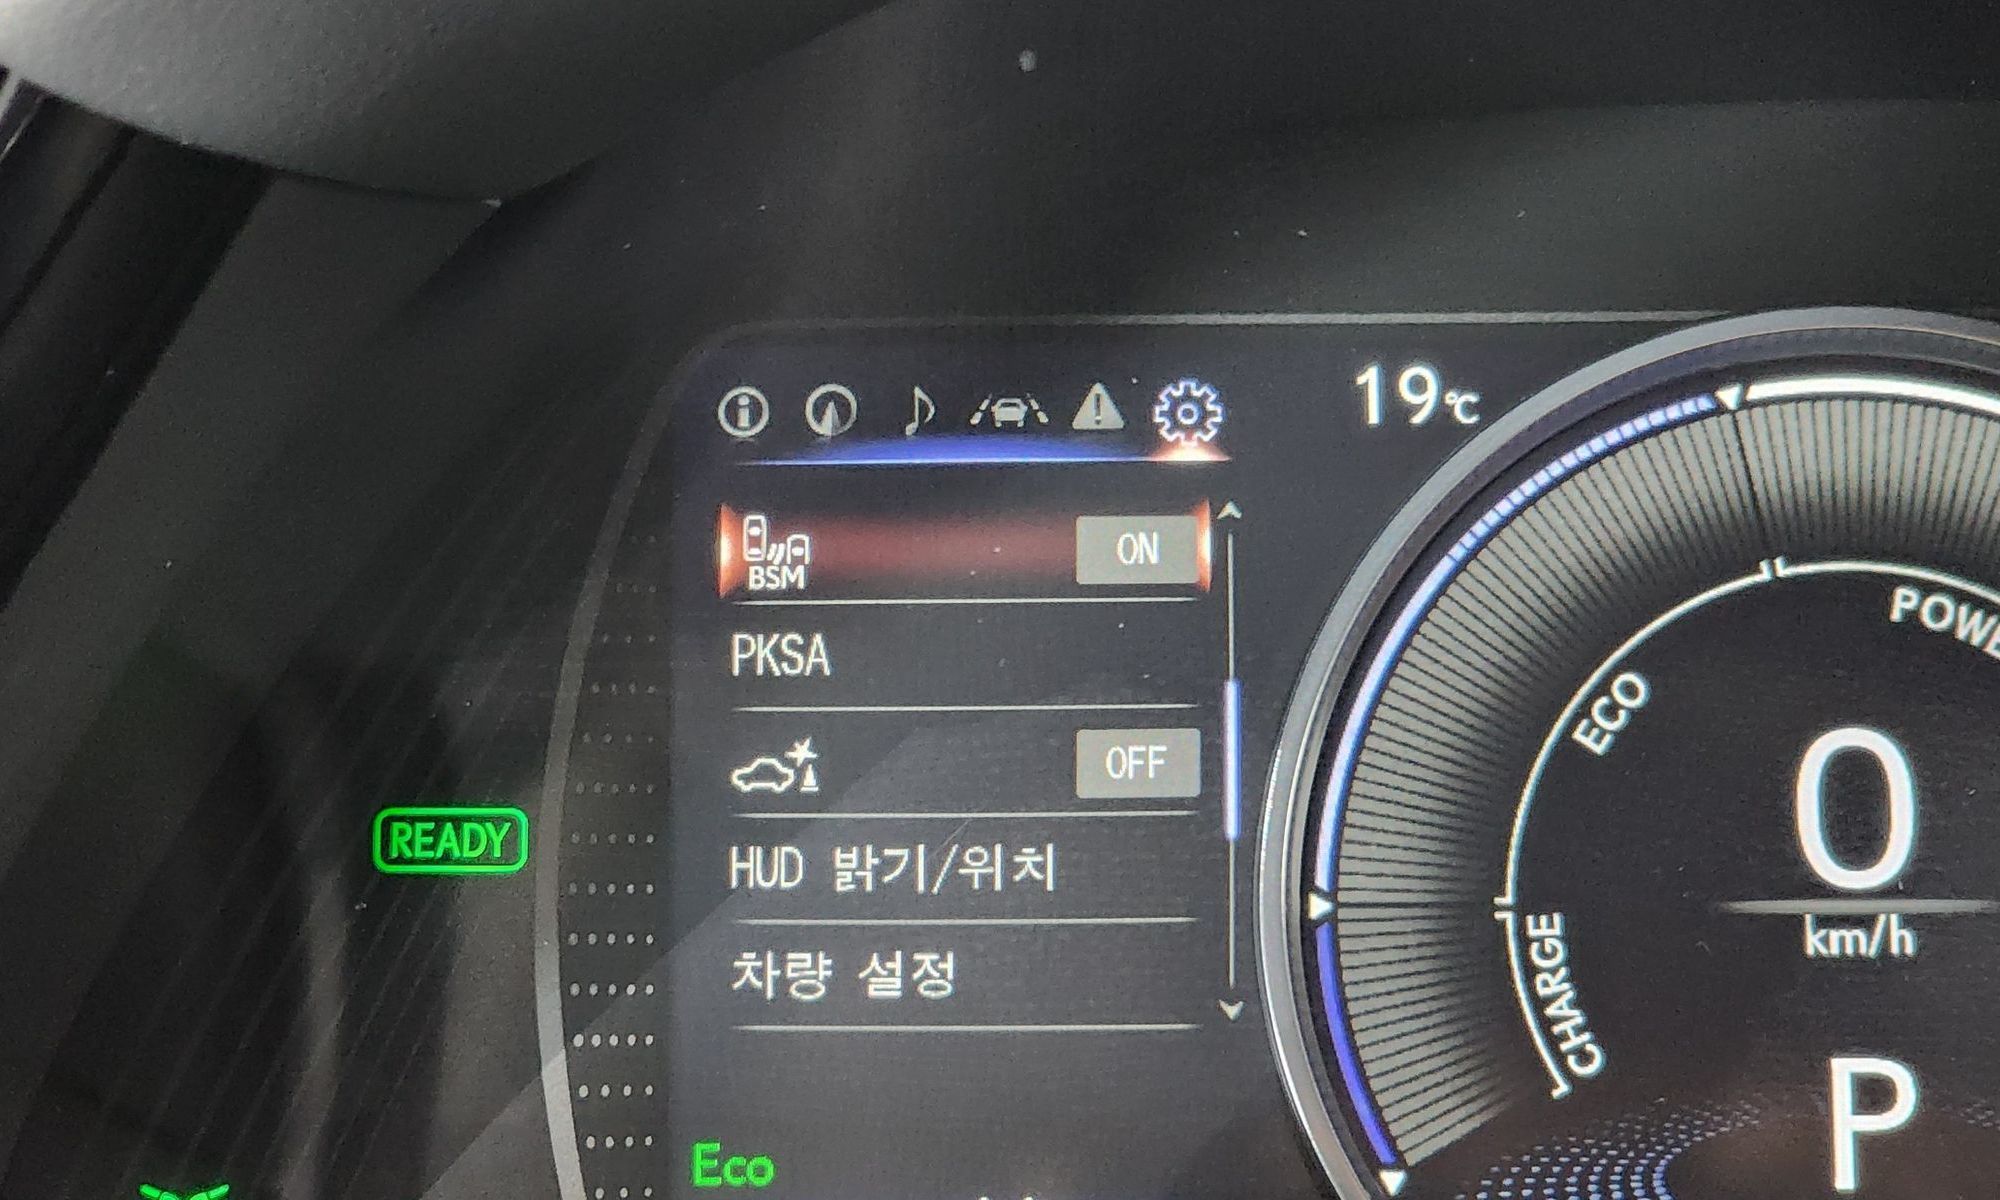 19℃
BSM ON
PKSA
OFF
HUD 밝기/위치
차량 설정
READY
Eco
POWE
ECO
CHARGE
0
km/h
P